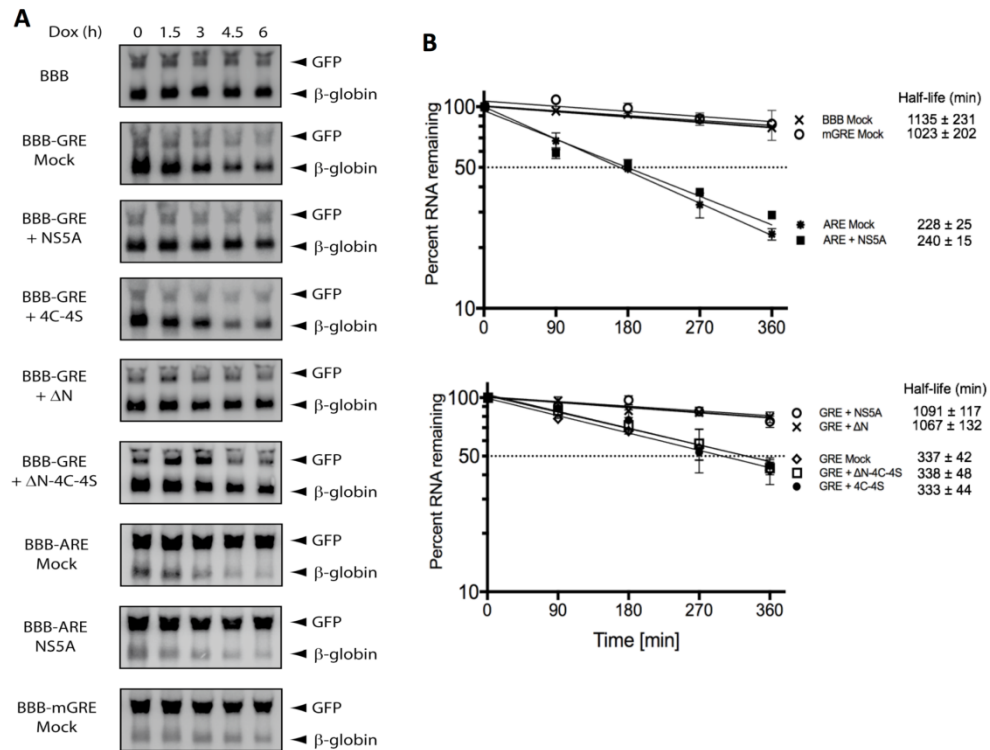 A
Dox (h) 0 1.5 3 4.5 6
BBB
GFP
β-globin
BBB-GRE
Mock
GFP
β-globin
BBB-GRE
+ NS5A
GFP
β-globin
BBB-GRE
+ 4C-4S
GFP
β-globin
BBB-GRE
+ ΔN
GFP
β-globin
BBB-GRE
+ ΔN-4C-4S
GFP
β-globin
BBB-ARE
Mock
GFP
β-globin
BBB-ARE
NS5A
GFP
β-globin
BBB-mGRE
Mock
GFP
β-globin
B
Percent RNA remaining
100
50
10
0 90 180 270 360
Half-life (min)
BBB Mock 1135 ± 231
mGRE Mock 1023 ± 202
ARE Mock 228 ± 25
ARE + NS5A 240 ± 15
Percent RNA remaining
100
50
10
0 90 180 270 360
Time [min]
Half-life (min)
GRE + NS5A 1091 ± 117
GRE + ΔN 1067 ± 132
GRE Mock 337 ± 42
GRE + ΔN-4C-4S 338 ± 48
GRE + 4C-4S 333 ± 44